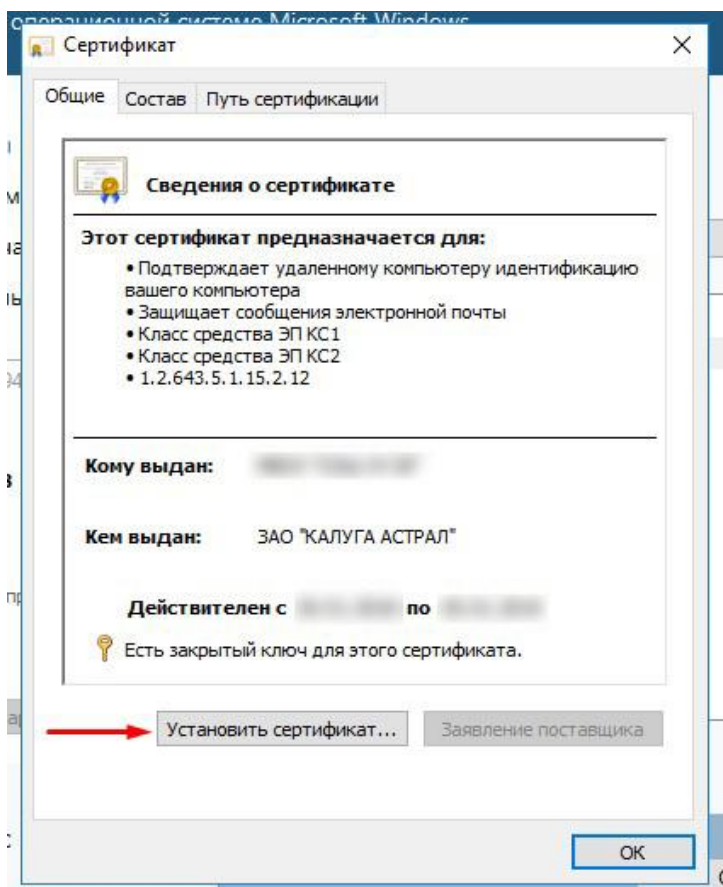 операционной системе Microsoft Windows
Сертификат
Общие Состав Путь сертификации
Сведения о сертификате
Этот сертификат предназначается для:
• Подтверждает удаленному компьютеру идентификацию
вашего компьютера
• Защищает сообщения электронной почты
• Класс средства ЭП КС1
• Класс средства ЭП КС2
• 1.2.643.5.1.15.2.12
Кому выдан:
Кем выдан: ЗАО "КАЛУГА АСТРАЛ"
Действителен с по
Есть закрытый ключ для этого сертификата.
Установить сертификат... Заявление поставщика
ОК